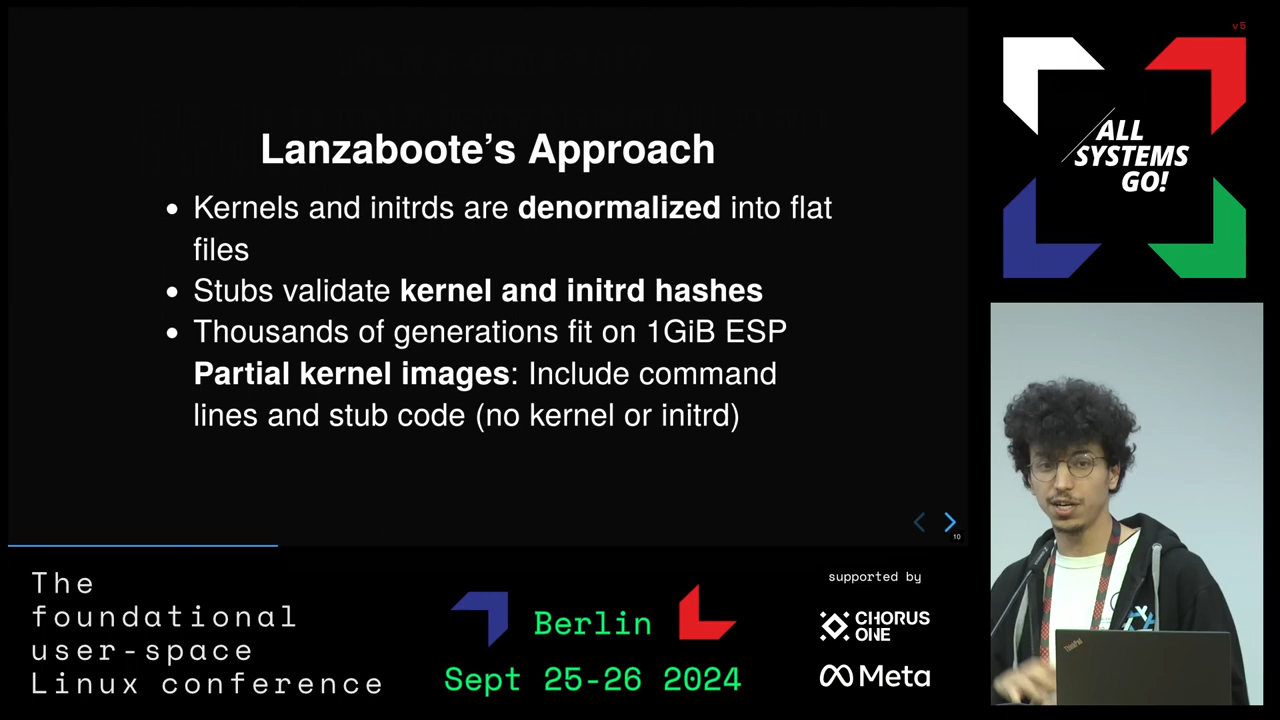 Lanzaboote’s Approach
• Kernels and initrds are denormalized into flat
files
• Stubs validate kernel and initrd hashes
• Thousands of generations fit on 1GiB ESP
Partial kernel images: Include command
lines and stub code (no kernel or initrd)
10
v5
ALL
SYSTEMS
GO!
ThinkPad
The
foundational
user-space
Linux conference
Berlin
Sept 25-26 2024
supported by
CHORUS
ONE
Meta